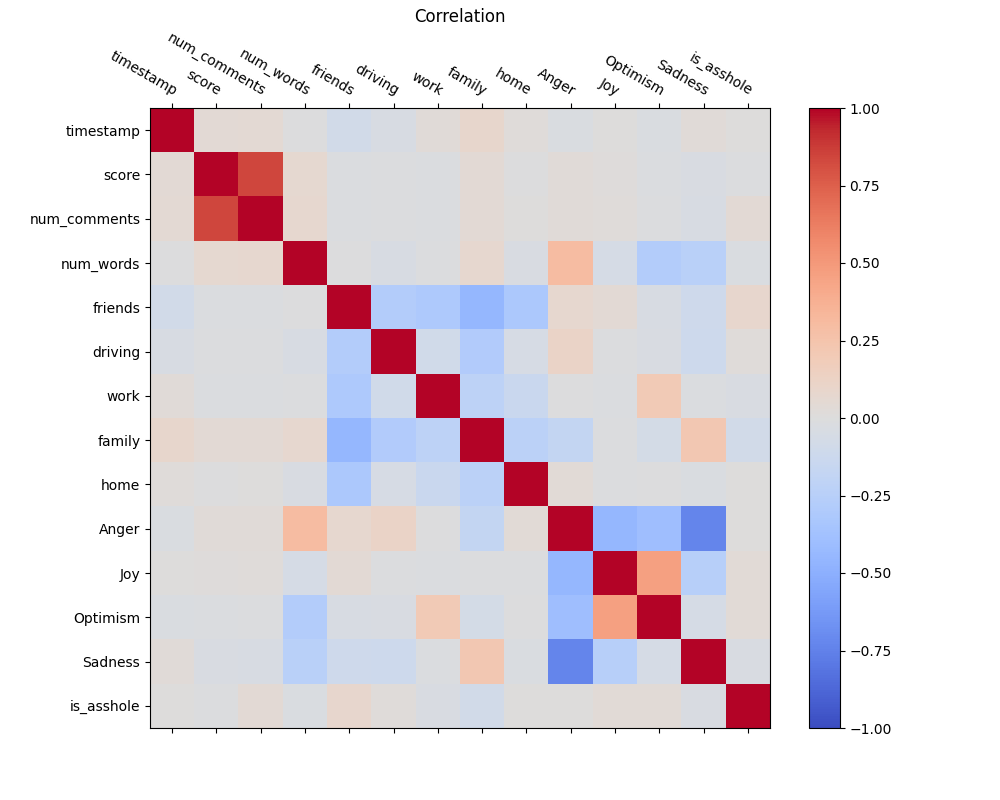 Correlation
timestamp
score
num_comments
num_words
friends
driving
work
family
home
Anger
Joy
Optimism
Sadness
is_asshole
timestamp
score
num_comments
num_words
friends
driving
work
family
home
Anger
Joy
Optimism
Sadness
is_asshole
1.00
0.75
0.50
0.25
0.00
−0.25
−0.50
−0.75
−1.00